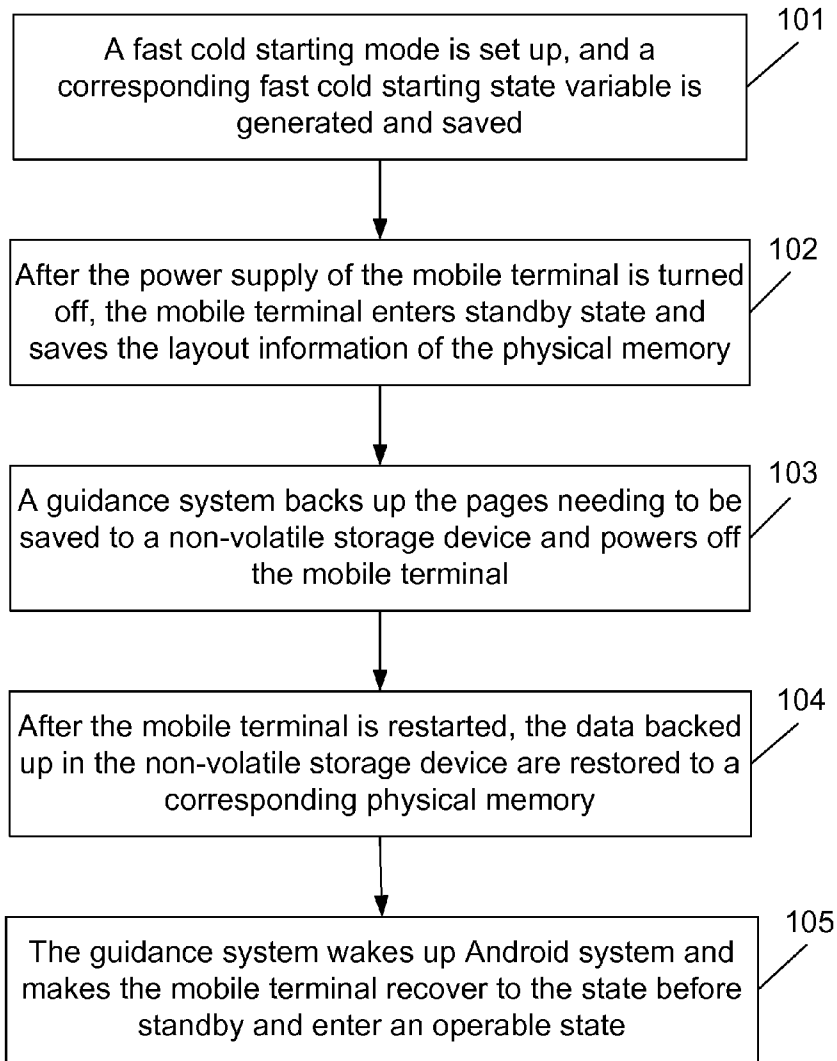 101
A fast cold starting mode is set up, and a
corresponding fast cold starting state variable is
generated and saved
102
After the power supply of the mobile terminal is turned
off, the mobile terminal enters standby state and
saves the layout information of the physical memory
103
A guidance system backs up the pages needing to be
saved to a non-volatile storage device and powers off
the mobile terminal
104
After the mobile terminal is restarted, the data backed
up in the non-volatile storage device are restored to a
corresponding physical memory
105
The guidance system wakes up Android system and
makes the mobile terminal recover to the state before
standby and enter an operable state